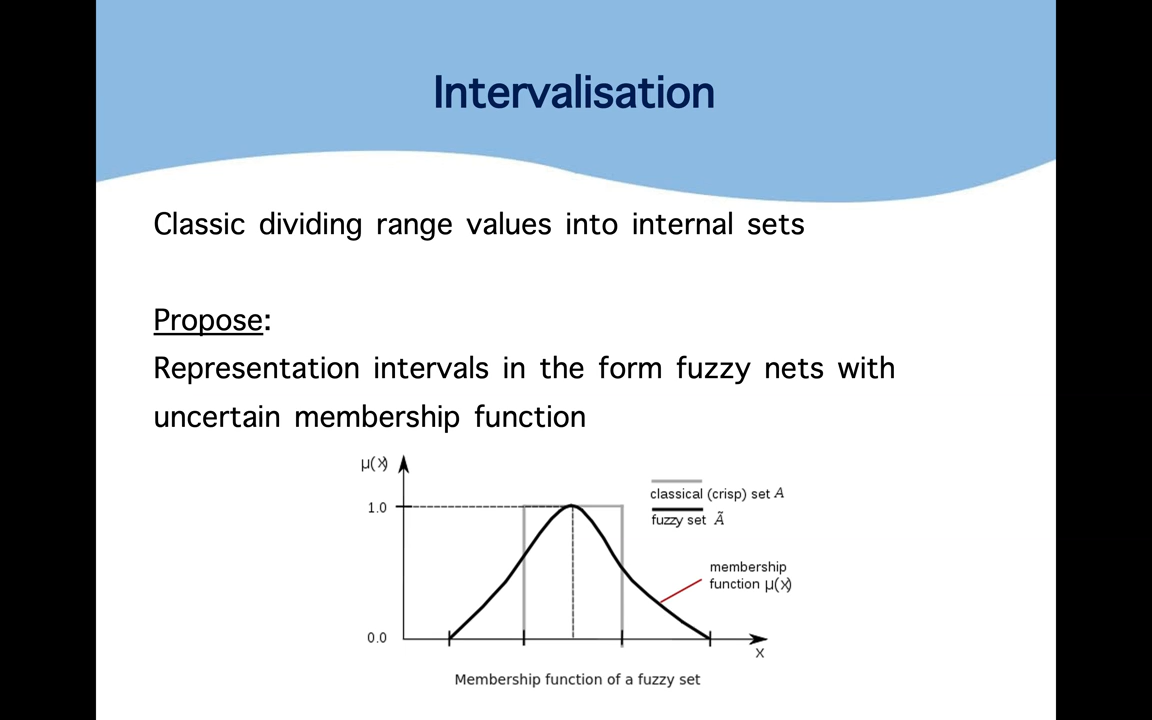 Intervalisation
Classic dividing range values into internal sets
Propose:
Representation intervals in the form fuzzy nets with
uncertain membership function
μ(x)
1.0
0.0
classical (crisp) set A
fuzzy set Ã
membership
function μ(x)
x
Membership function of a fuzzy set